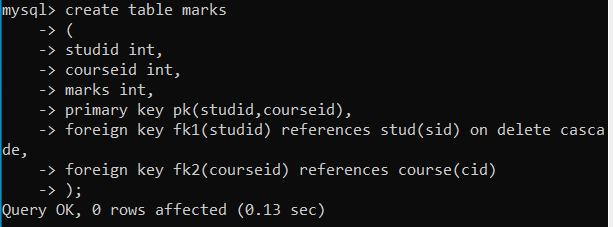 mysql> create table marks
    -> (
    -> studid int,
    -> courseid int,
    -> marks int,
    -> primary key pk(studid,courseid),
    -> foreign key fk1(studid) references stud(sid) on delete casca
de,
    -> foreign key fk2(courseid) references course(cid)
    -> );
Query OK, 0 rows affected (0.13 sec)